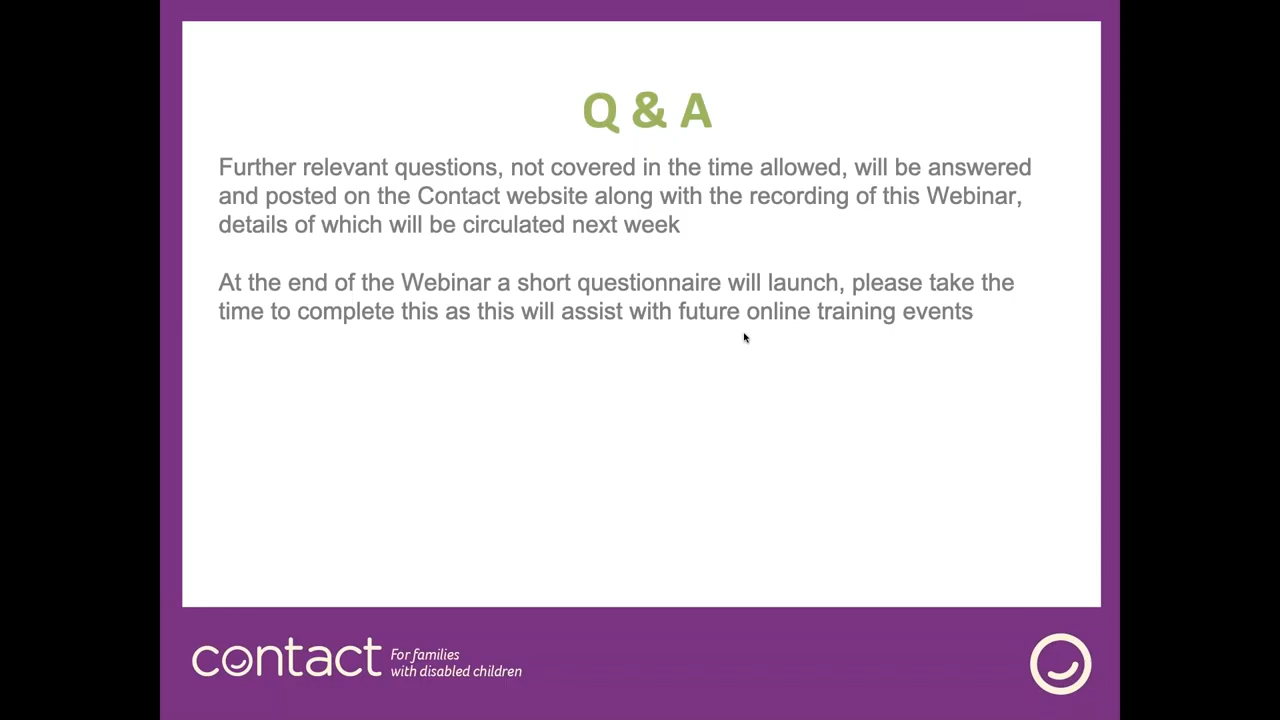 Q & A
Further relevant questions, not covered in the time allowed, will be answered
and posted on the Contact website along with the recording of this Webinar,
details of which will be circulated next week
At the end of the Webinar a short questionnaire will launch, please take the
time to complete this as this will assist with future online training events
contact
For families
with disabled children